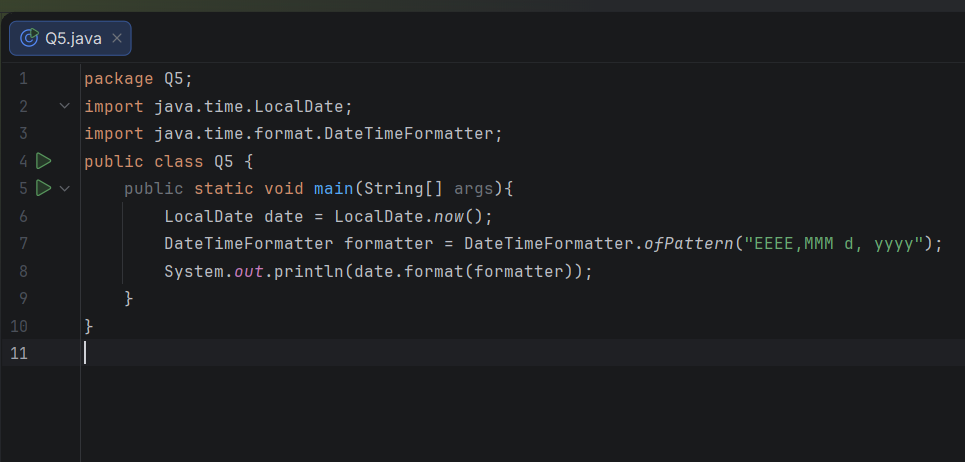 Q5.java
1 package Q5;
2 import java.time.LocalDate;
3 import java.time.format.DateTimeFormatter;
4 public class Q5 {
5     public static void main(String[] args){
6         LocalDate date = LocalDate.now();
7         DateTimeFormatter formatter = DateTimeFormatter.ofPattern("EEEE,MMM d, yyyy");
8         System.out.println(date.format(formatter));
9     }
10 }
11